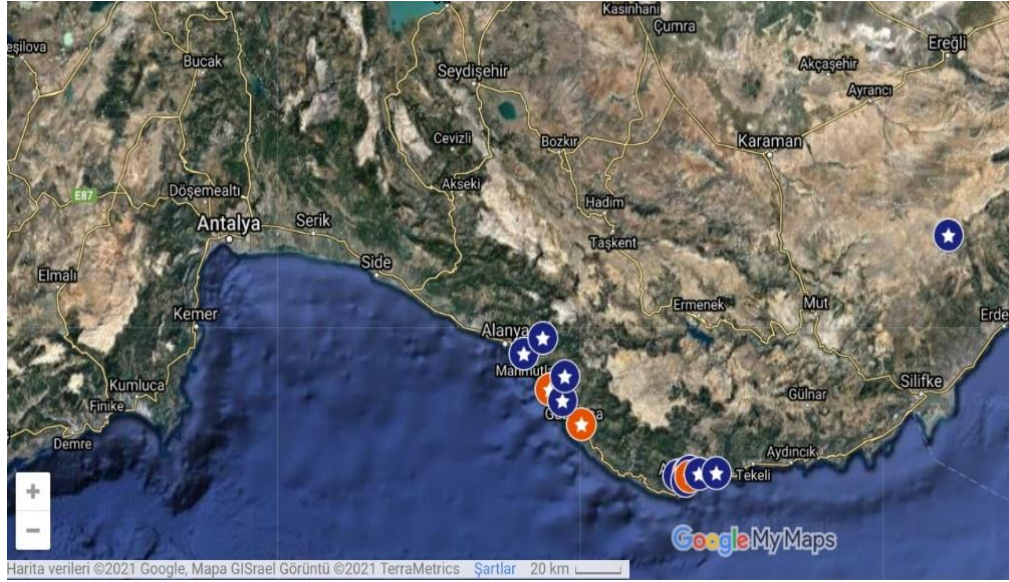 Kasinhani
Çumra
eşilova
Ereğli
Bucak
Akçaşehir
Seydişehir
Ayrancı
Cevizli
Bozkır
Karaman
Akseki
E87
Döşemealtı
Hadim
Antalya
Serik
Taşkent
Side
Elmalı
Ermenek
Mut
Kemer
Erde
Alanya
Mahmutl
Kumluca
Silifke
Gülnar
Finike
Demre
Aydıncık
Tekeli
+
−
Google My Maps
Harita verileri ©2021 Google, Mapa GISrael Görüntü ©2021 TerraMetrics Şartlar 20 km